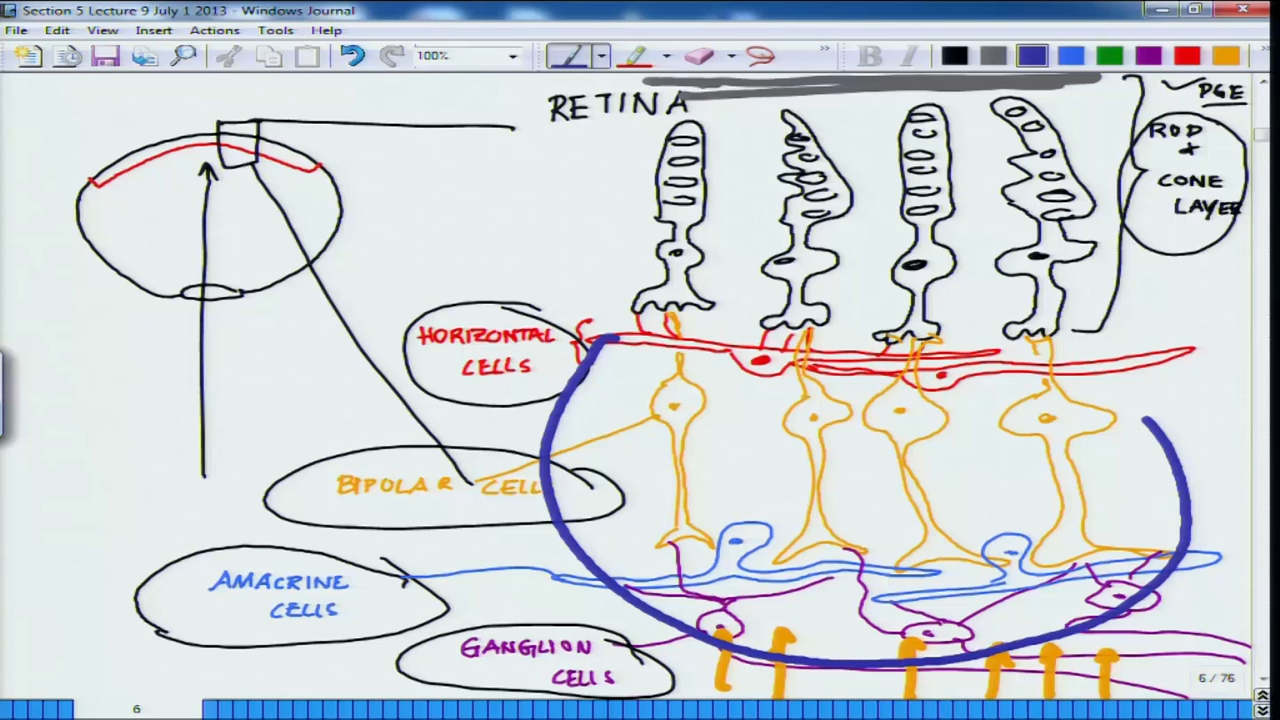 Section 5 Lecture 9 July 1 2013 - Windows Journal
File Edit View Insert Actions Tools Help
100%
B I
RETINA
PGE
ROD
+
CONE
LAYER
HORIZONTAL
CELLS
BIPOLAR CELL
AMACRINE
CELLS
GANGLION
CELLS
6 / 76
6